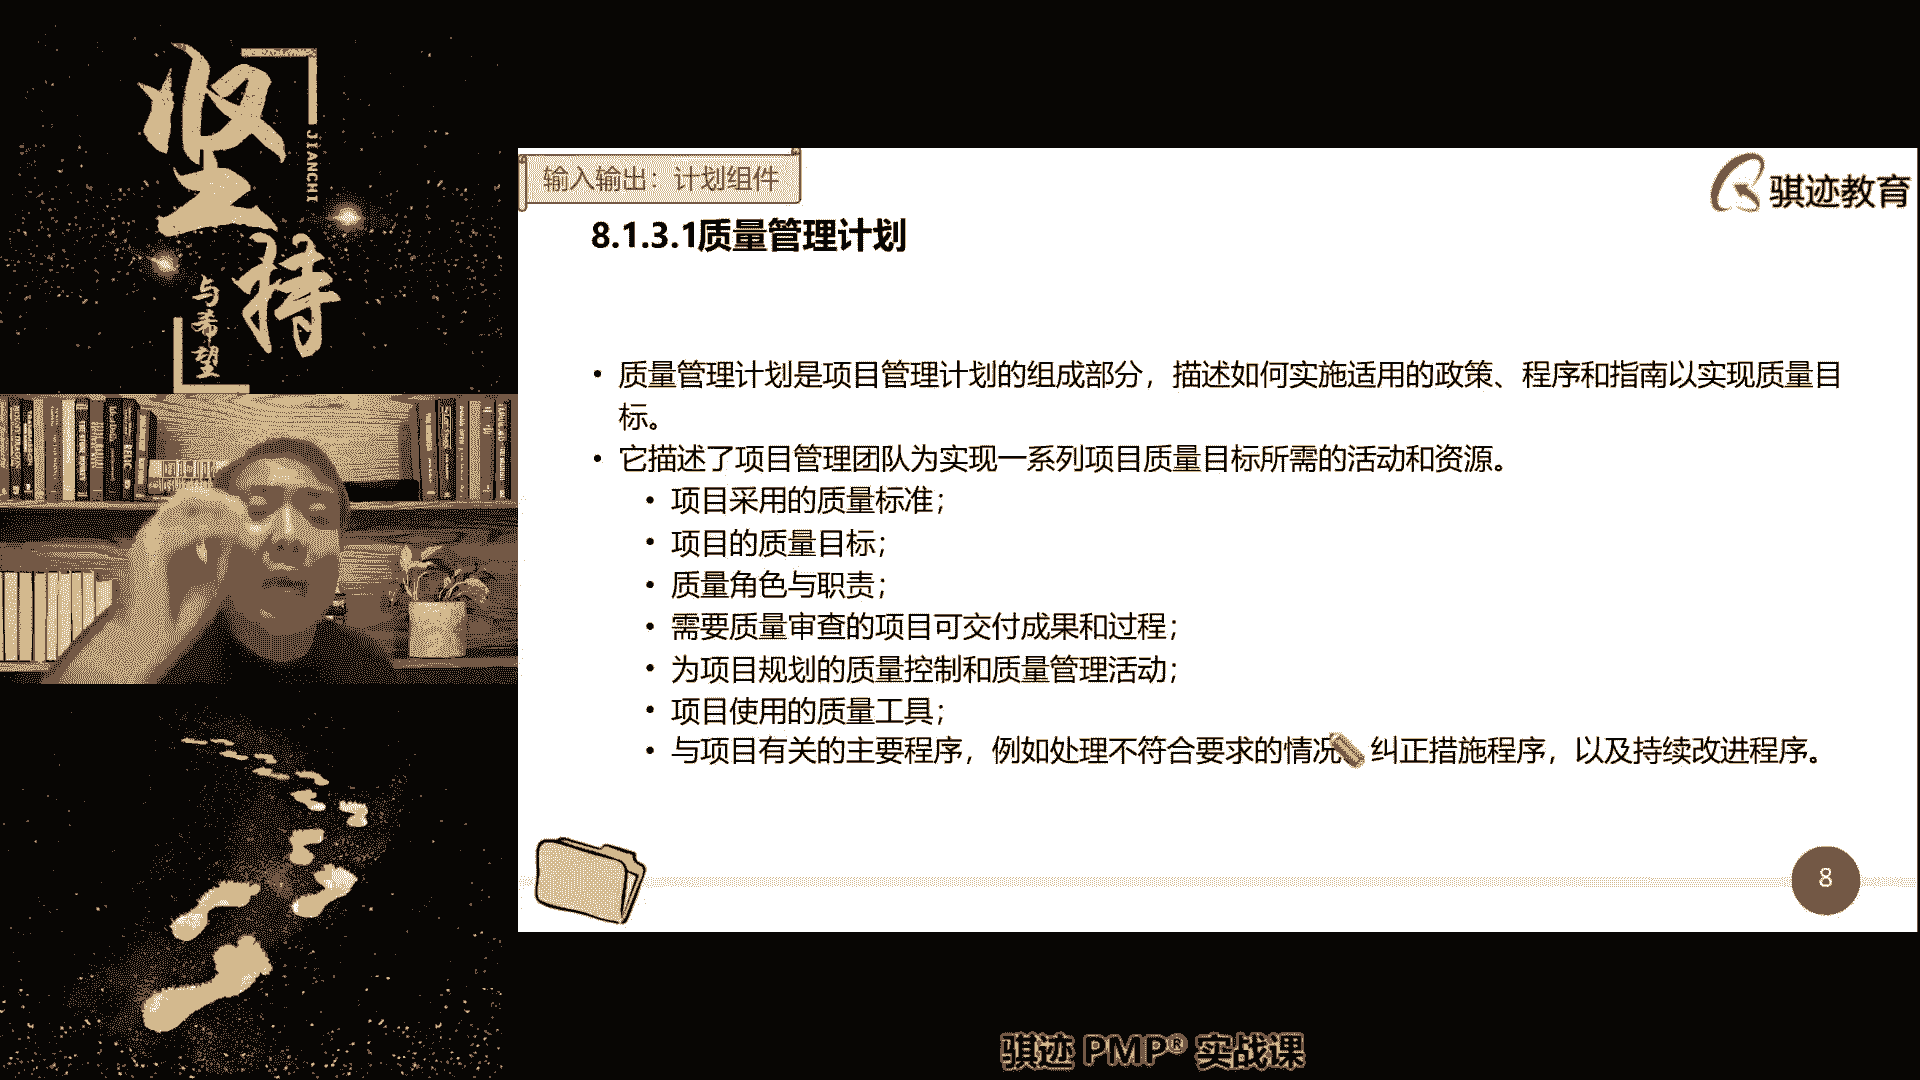 坚持
JIANCHI
与希望
输入输出：计划组件
骐迹教育
8.1.3.1质量管理计划
• 质量管理计划是项目管理计划的组成部分，描述如何实施适用的政策、程序和指南以实现质量目
标。
• 它描述了项目管理团队为实现一系列项目质量目标所需的活动和资源。
• 项目采用的质量标准；
• 项目的质量目标；
• 质量角色与职责；
• 需要质量审查的项目可交付成果和过程；
• 为项目规划的质量控制和质量管理活动；
• 项目使用的质量工具；
• 与项目有关的主要程序，例如处理不符合要求的情况 纠正措施程序，以及持续改进程序。
8
骐迹 PMP® 实战课